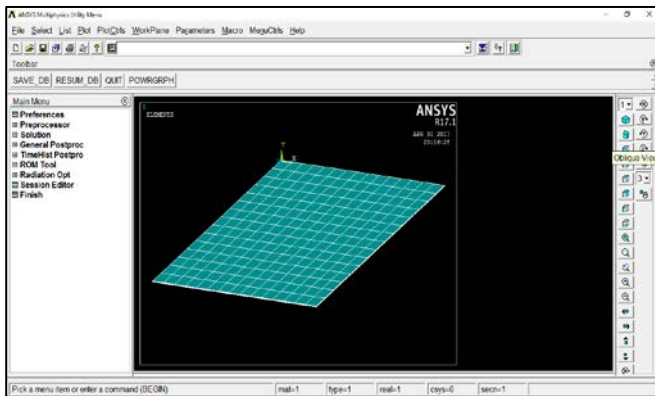 ANSYS Multiphysics Utility Menu
File Select List Plot PlotCtrls WorkPlane Parameters Macro MenuCtrls Help
Toolbar
SAVE_DB RESUM_DB QUIT POWRGRPH
Main Menu
Preferences
Preprocessor
Solution
General Postproc
TimeHist Postpro
ROM Tool
Radiation Opt
Session Editor
Finish
1
ELEMENTS
ANSYS
R17.1
X
1
Oblique View
3
Pick a menu item or enter a command (BEGIN) mat=1 type=1 real=1 csys=0 secn=1